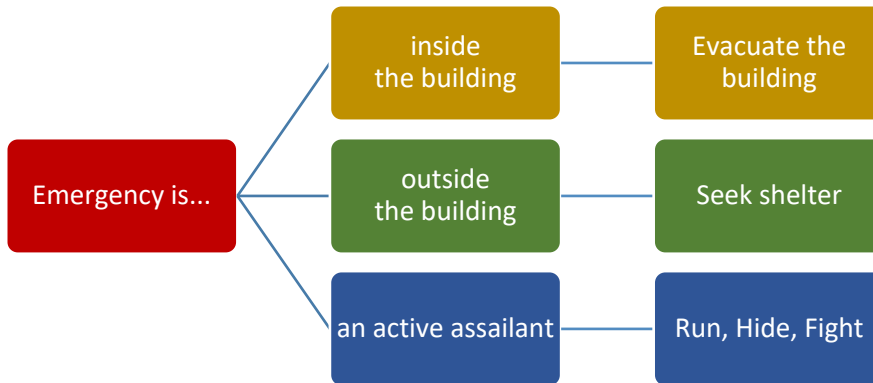 Emergency is...
inside
the building
Evacuate the
building
outside
the building
Seek shelter
an active assailant
Run, Hide, Fight